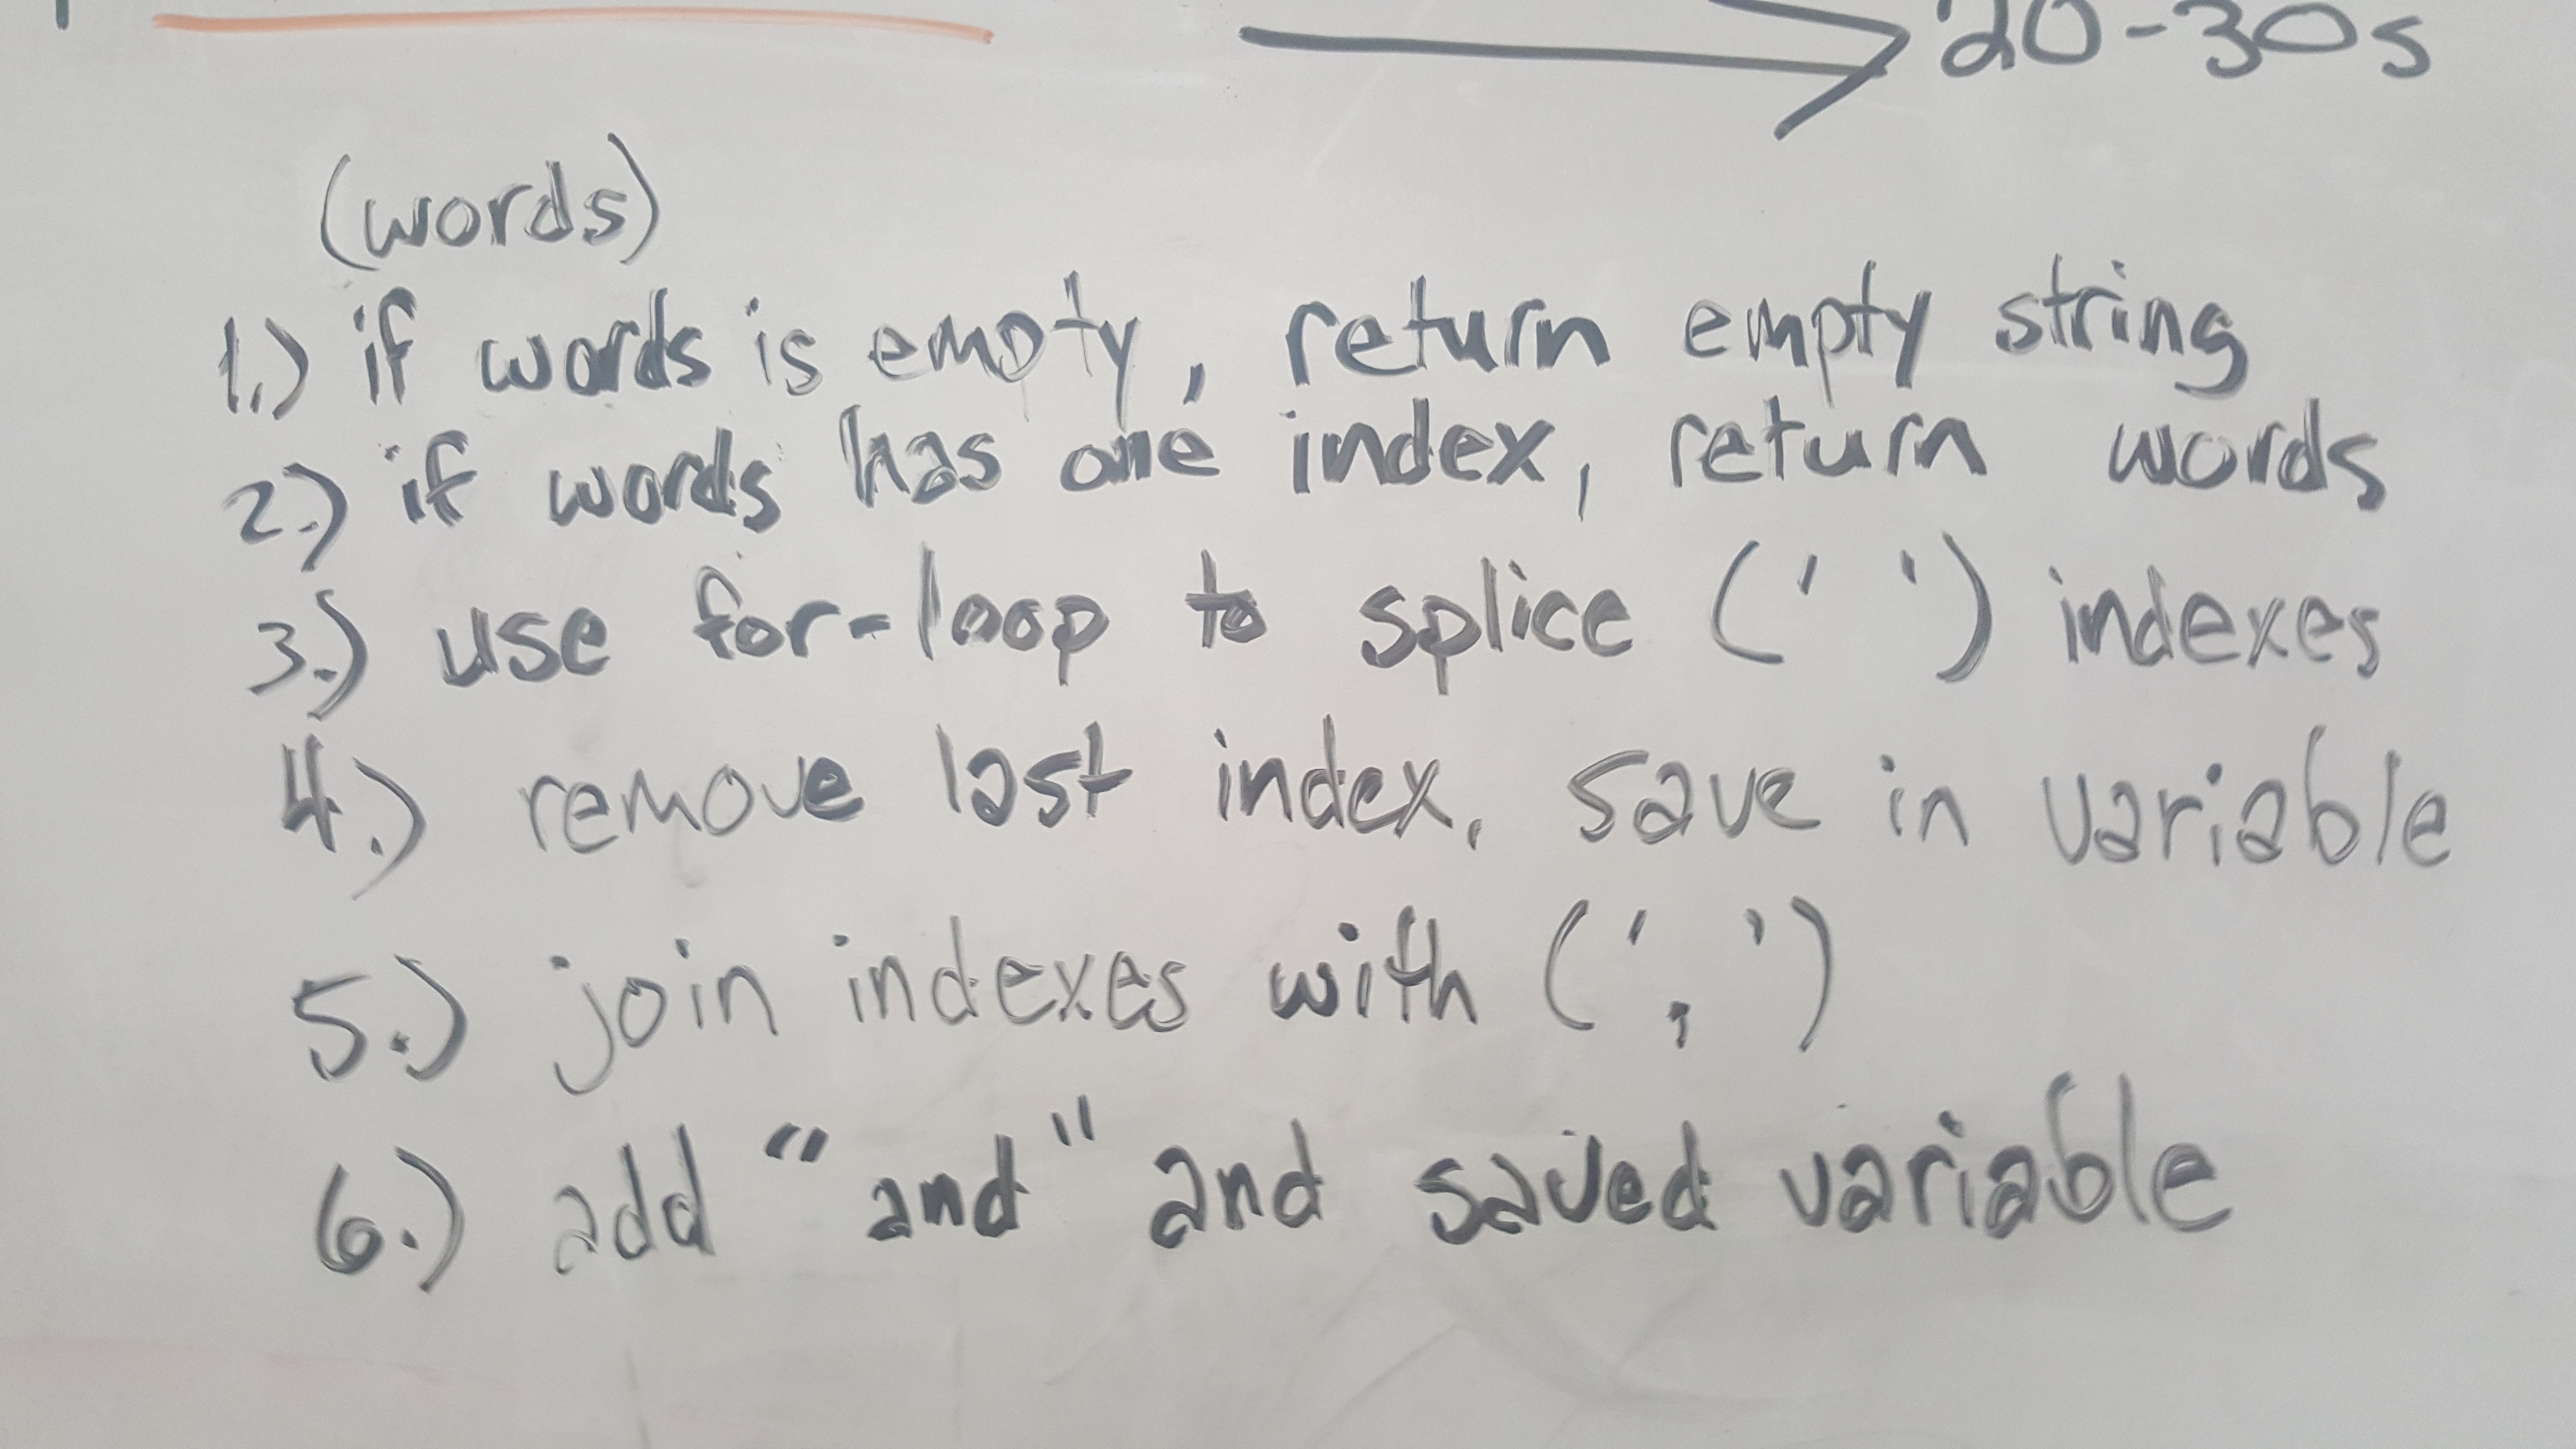 20-30s
(words)
1.) if words is empty, return empty string
2.) if words has one index, return words
3.) use for-loop to splice (' ') indexes
4.) remove last index, save in variable
5.) join indexes with (',')
6.) add "and" and saved variable